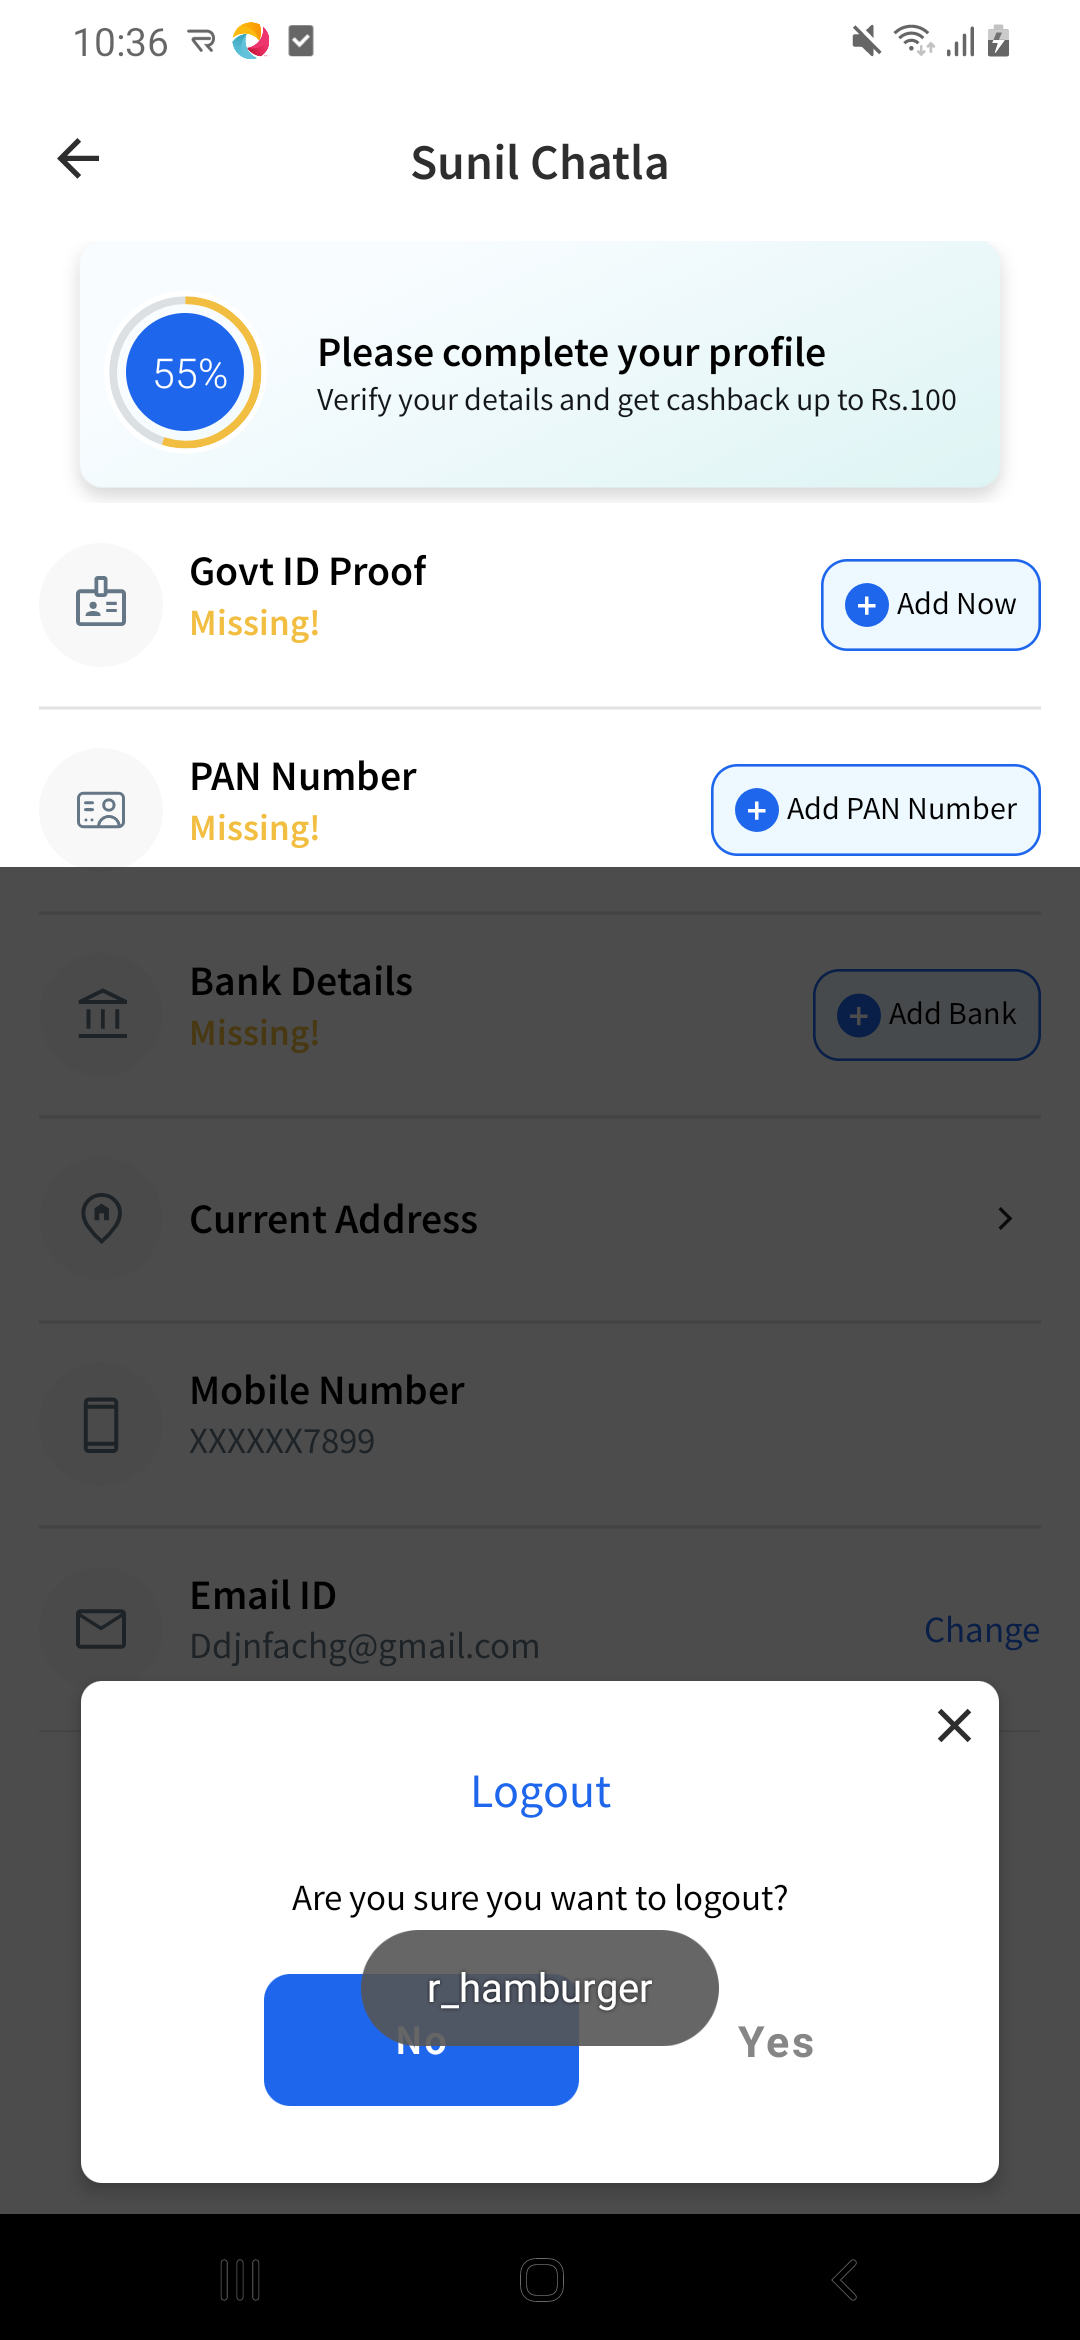 10:36
Sunil Chatla
55%
Please complete your profile
Verify your details and get cashback up to Rs.100
Govt ID Proof
Missing!
Add Now
PAN Number
Missing!
Add PAN Number
Bank Details
Missing!
Add Bank
Current Address
Mobile Number
XXXXXX7899
Email ID
Ddjnfachg@gmail.com
Change
Logout
Are you sure you want to logout?
r_hamburger
No
Yes